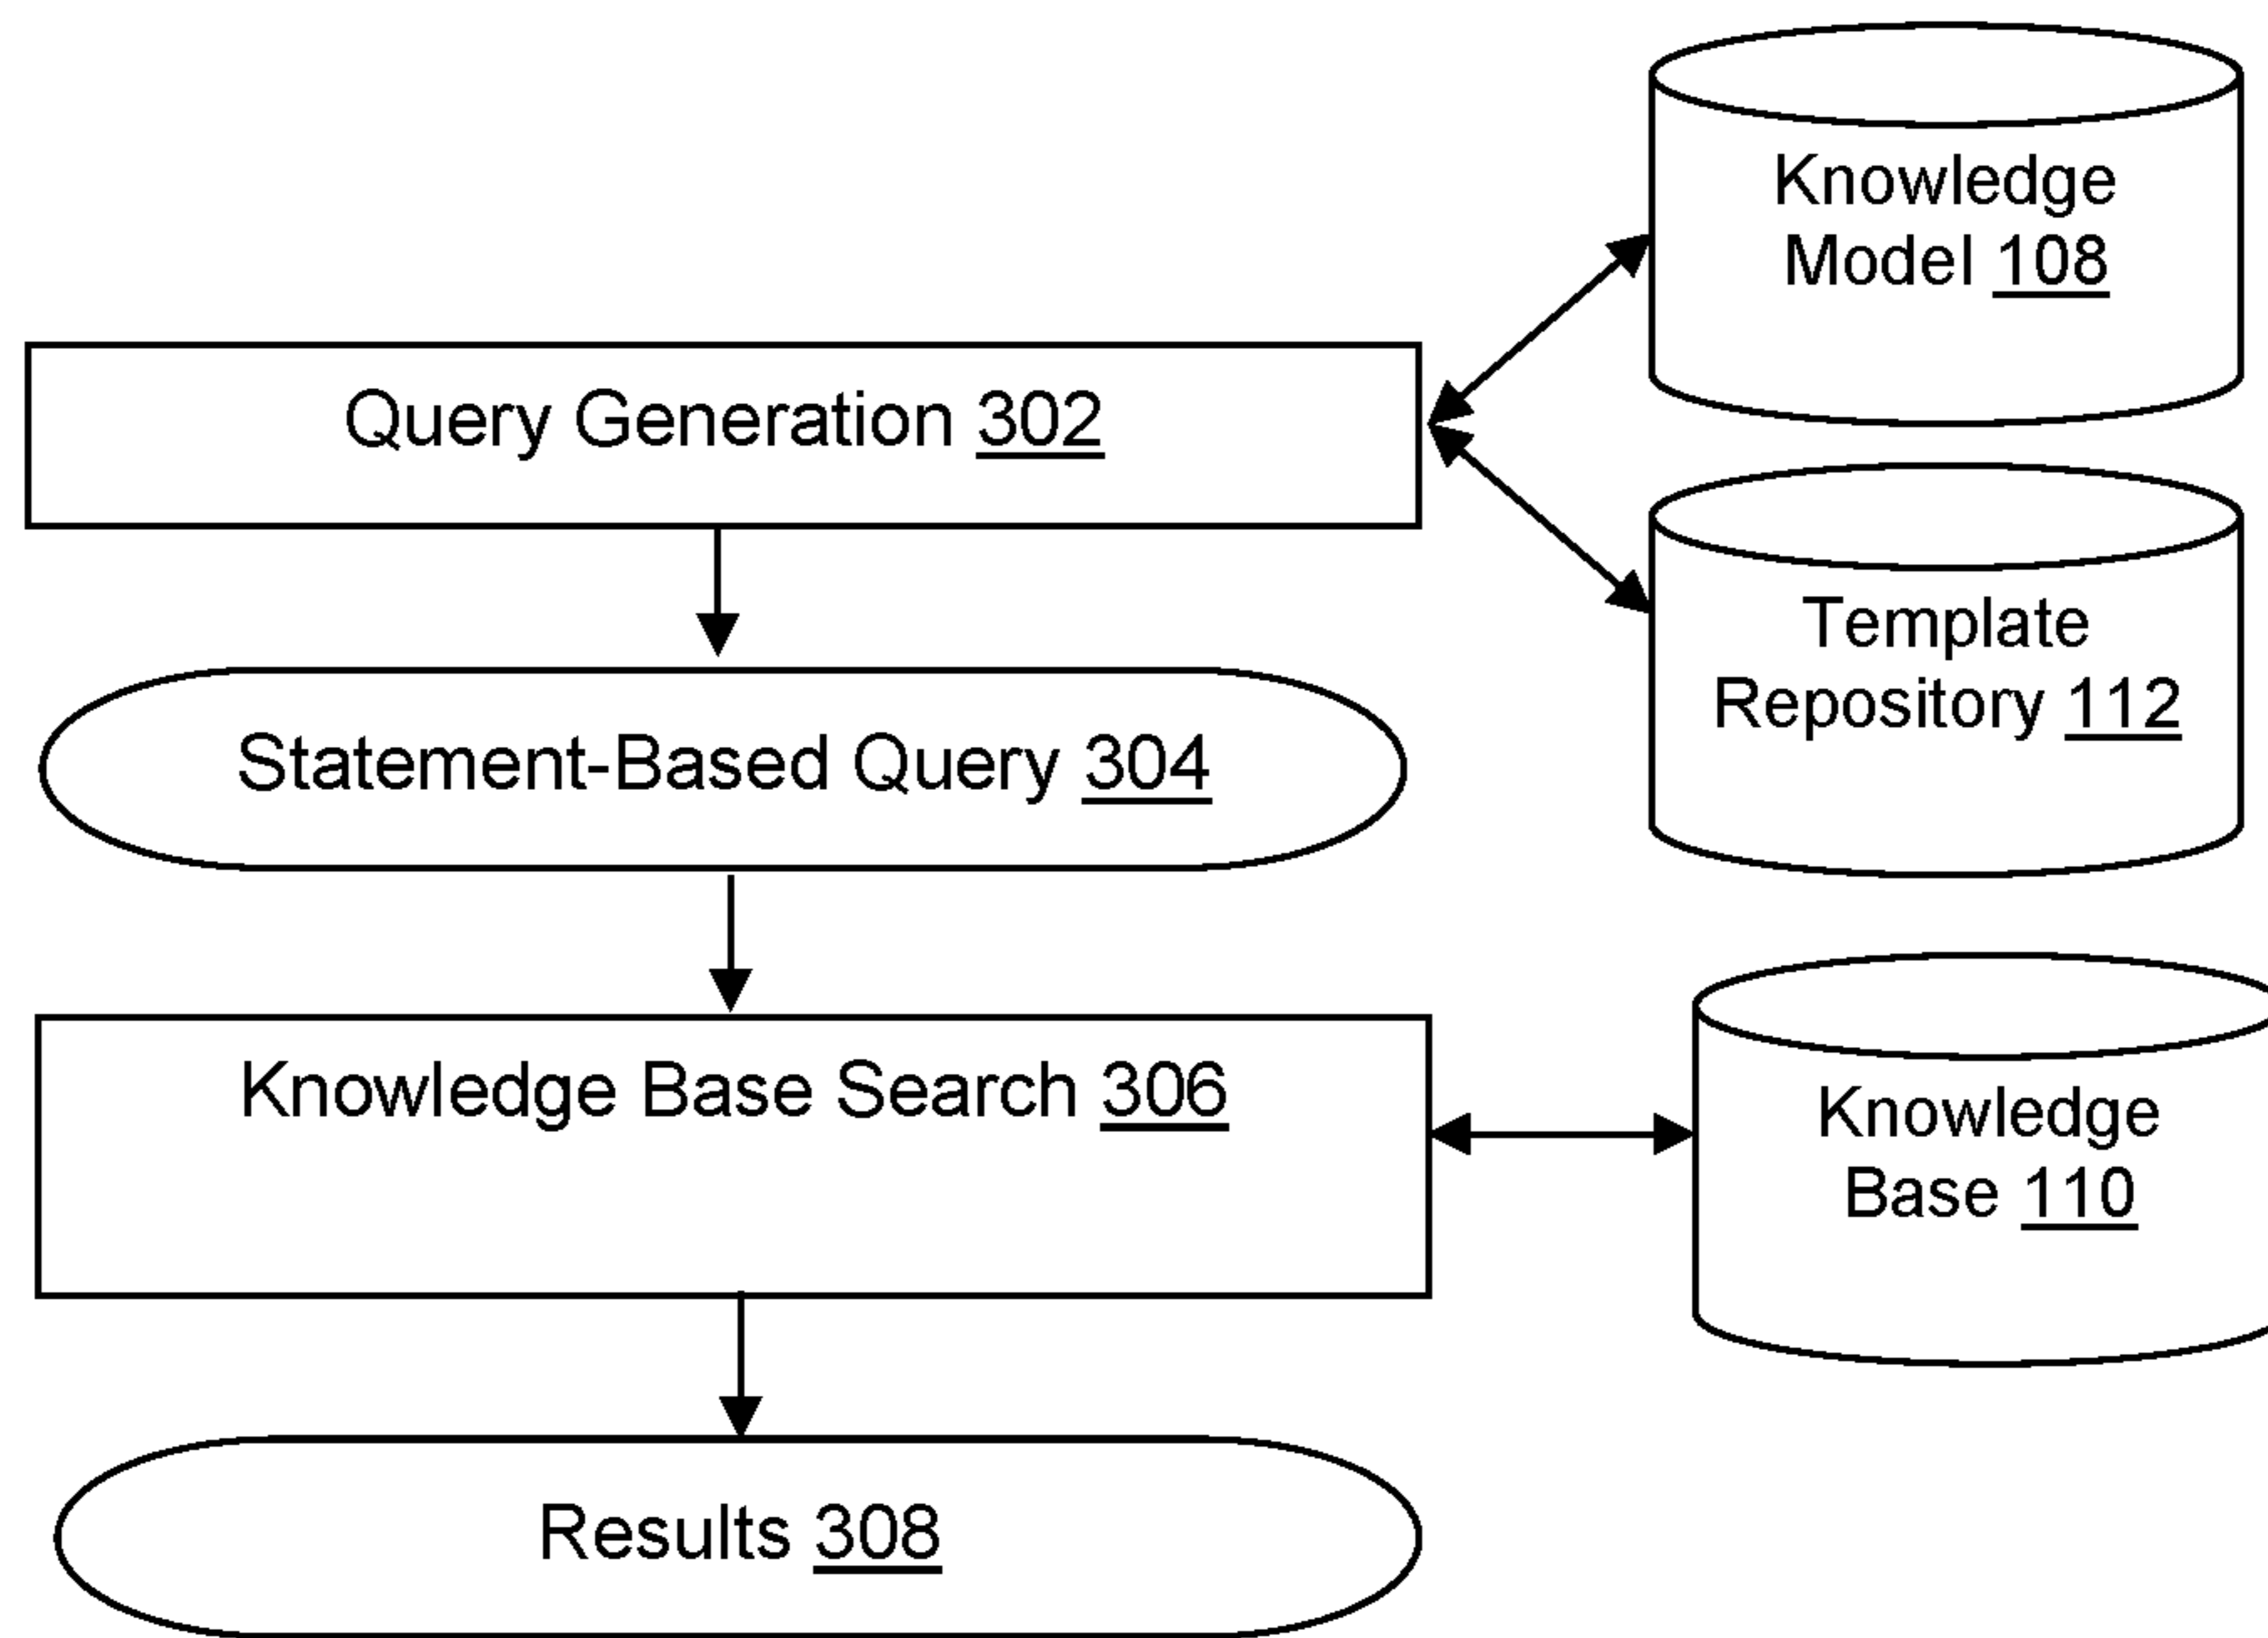 Knowledge
Model 108
Query Generation 302
Template
Repository 112
Statement-Based Query 304
Knowledge Base Search 306
Knowledge
Base 110
Results 308